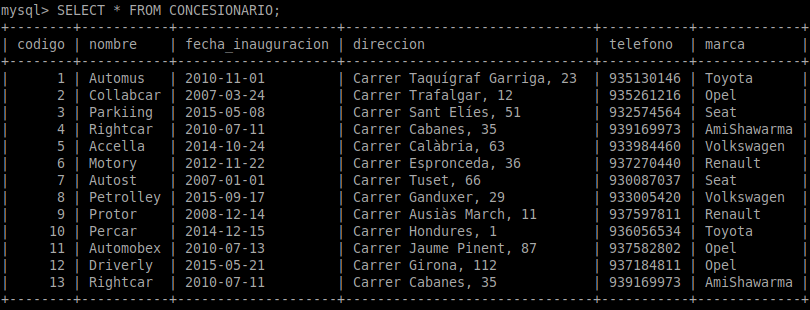 mysql> SELECT * FROM CONCESIONARIO;
+--------+-----------+--------------------+-------------------------------+-----------+------------+
| codigo | nombre    | fecha_inauguracion | direccion                     | telefono  | marca      |
+--------+-----------+--------------------+-------------------------------+-----------+------------+
|      1 | Automus   | 2010-11-01         | Carrer Taquígraf Garriga, 23  | 935130146 | Toyota     |
|      2 | Collabcar | 2007-03-24         | Carrer Trafalgar, 12          | 935261216 | Opel       |
|      3 | Parkiing  | 2015-05-08         | Carrer Sant Elíes, 51         | 932574564 | Seat       |
|      4 | Rightcar  | 2010-07-11         | Carrer Cabanes, 35            | 939169973 | AmiShawarma |
|      5 | Accella   | 2014-10-24         | Carrer Calàbria, 63           | 933984460 | Volkswagen |
|      6 | Motory    | 2012-11-22         | Carrer Espronceda, 36         | 937270440 | Renault    |
|      7 | Autost    | 2007-01-01         | Carrer Tuset, 66              | 930087037 | Seat       |
|      8 | Petrolley | 2015-09-17         | Carrer Ganduxer, 29           | 933005420 | Volkswagen |
|      9 | Protor    | 2008-12-14         | Carrer Ausiàs March, 11       | 937597811 | Renault    |
|     10 | Percar    | 2014-12-15         | Carrer Hondures, 1            | 936056534 | Toyota     |
|     11 | Automobex | 2010-07-13         | Carrer Jaume Pinent, 87       | 937582802 | Opel       |
|     12 | Driverly  | 2015-05-21         | Carrer Girona, 112            | 937184811 | Opel       |
|     13 | Rightcar  | 2010-07-11         | Carrer Cabanes, 35            | 939169973 | AmiShawarma |
+--------+-----------+--------------------+-------------------------------+-----------+------------+